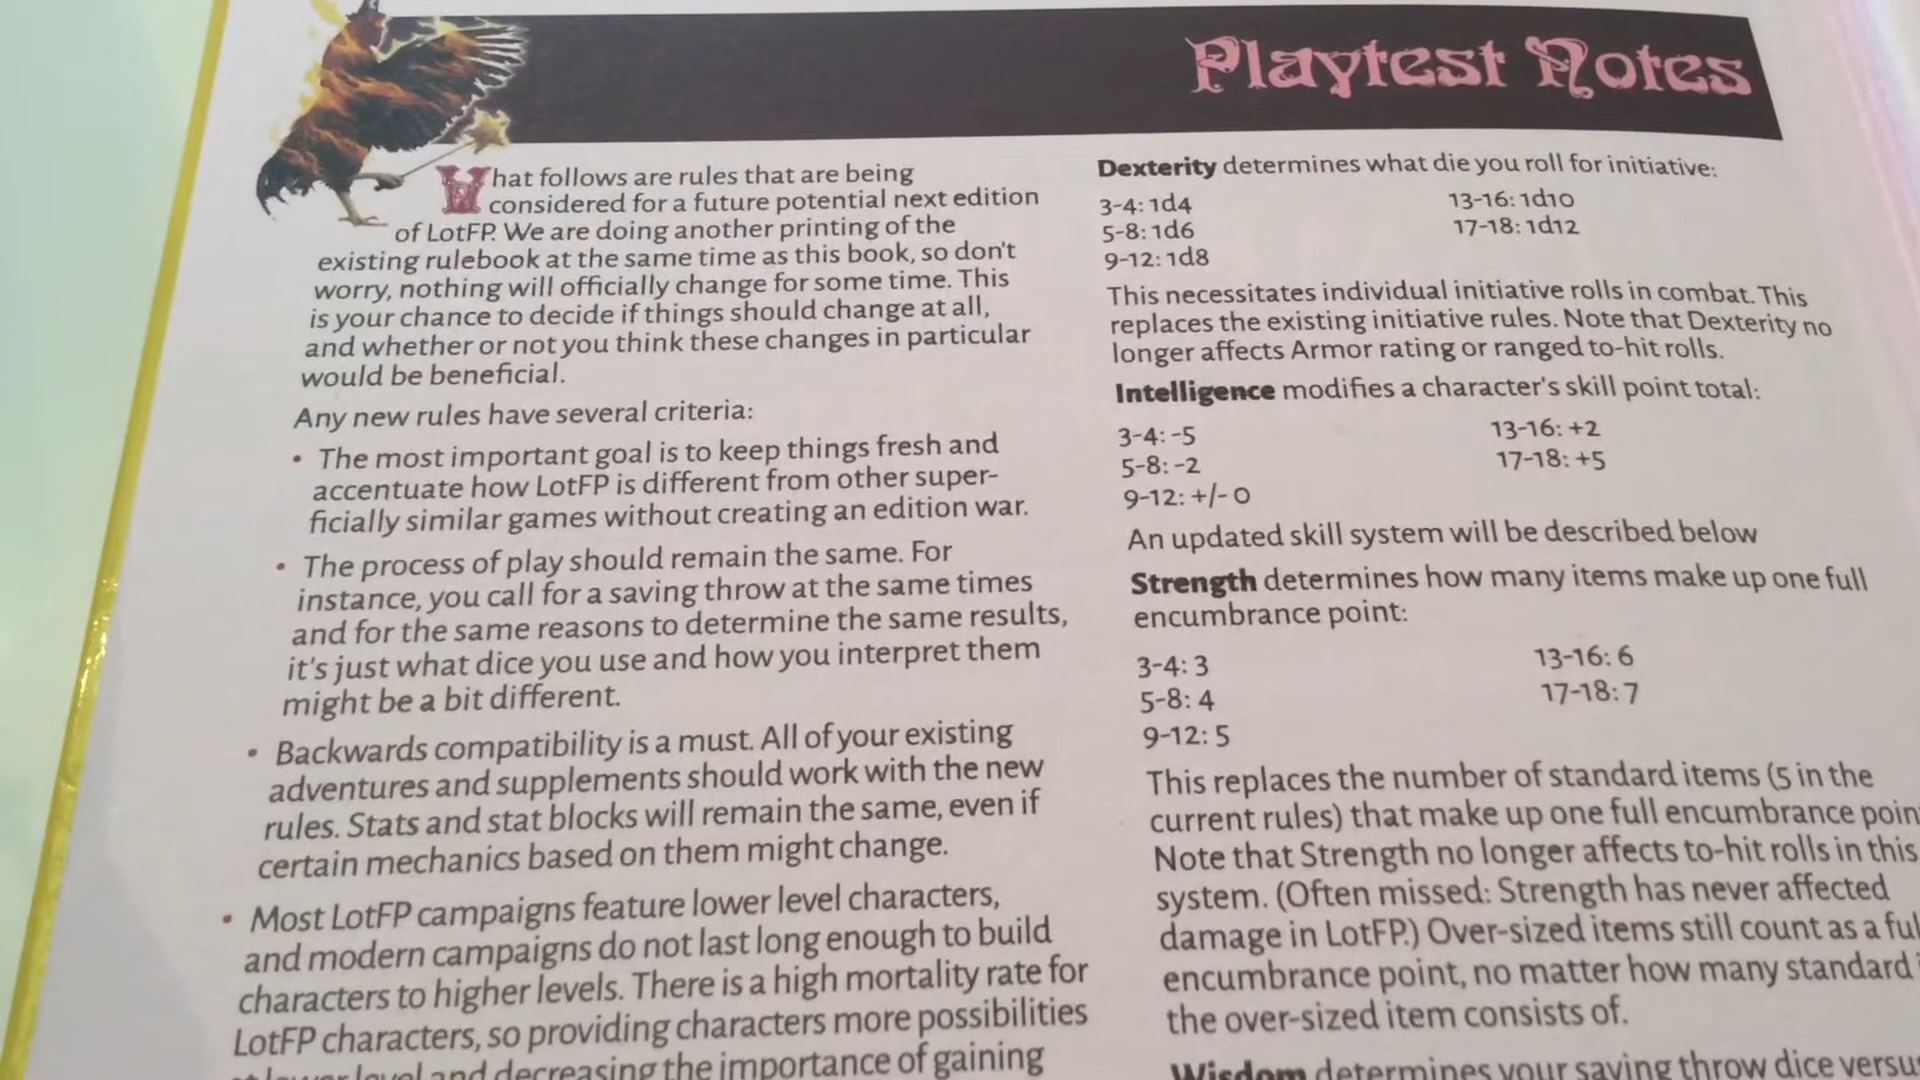 Playtest Notes
What follows are rules that are being
considered for a future potential next edition
of LotFP. We are doing another printing of the
existing rulebook at the same time as this book, so don't
worry, nothing will officially change for some time. This
is your chance to decide if things should change at all,
and whether or not you think these changes in particular
would be beneficial.
Any new rules have several criteria:
• The most important goal is to keep things fresh and
accentuate how LotFP is different from other super-
ficially similar games without creating an edition war.
• The process of play should remain the same. For
instance, you call for a saving throw at the same times
and for the same reasons to determine the same results,
it's just what dice you use and how you interpret them
might be a bit different.
• Backwards compatibility is a must. All of your existing
adventures and supplements should work with the new
rules. Stats and stat blocks will remain the same, even if
certain mechanics based on them might change.
• Most LotFP campaigns feature lower level characters,
and modern campaigns do not last long enough to build
characters to higher levels. There is a high mortality rate for
LotFP characters, so providing characters more possibilities
at lower level and decreasing the importance of gaining
Dexterity determines what die you roll for initiative:
3-4: 1d4
5-8: 1d6
9-12: 1d8
13-16: 1d10
17-18: 1d12
This necessitates individual initiative rolls in combat. This
replaces the existing initiative rules. Note that Dexterity no
longer affects Armor rating or ranged to-hit rolls.
Intelligence modifies a character's skill point total:
3-4: -5
5-8: -2
9-12: +/- 0
13-16: +2
17-18: +5
An updated skill system will be described below
Strength determines how many items make up one full
encumbrance point:
3-4: 3
5-8: 4
9-12: 5
13-16: 6
17-18: 7
This replaces the number of standard items (5 in the
current rules) that make up one full encumbrance poin
Note that Strength no longer affects to-hit rolls in this
system. (Often missed: Strength has never affected
damage in LotFP.) Over-sized items still count as a ful
encumbrance point, no matter how many standard
the over-sized item consists of.
Wisdom determines your saving throw dice versu